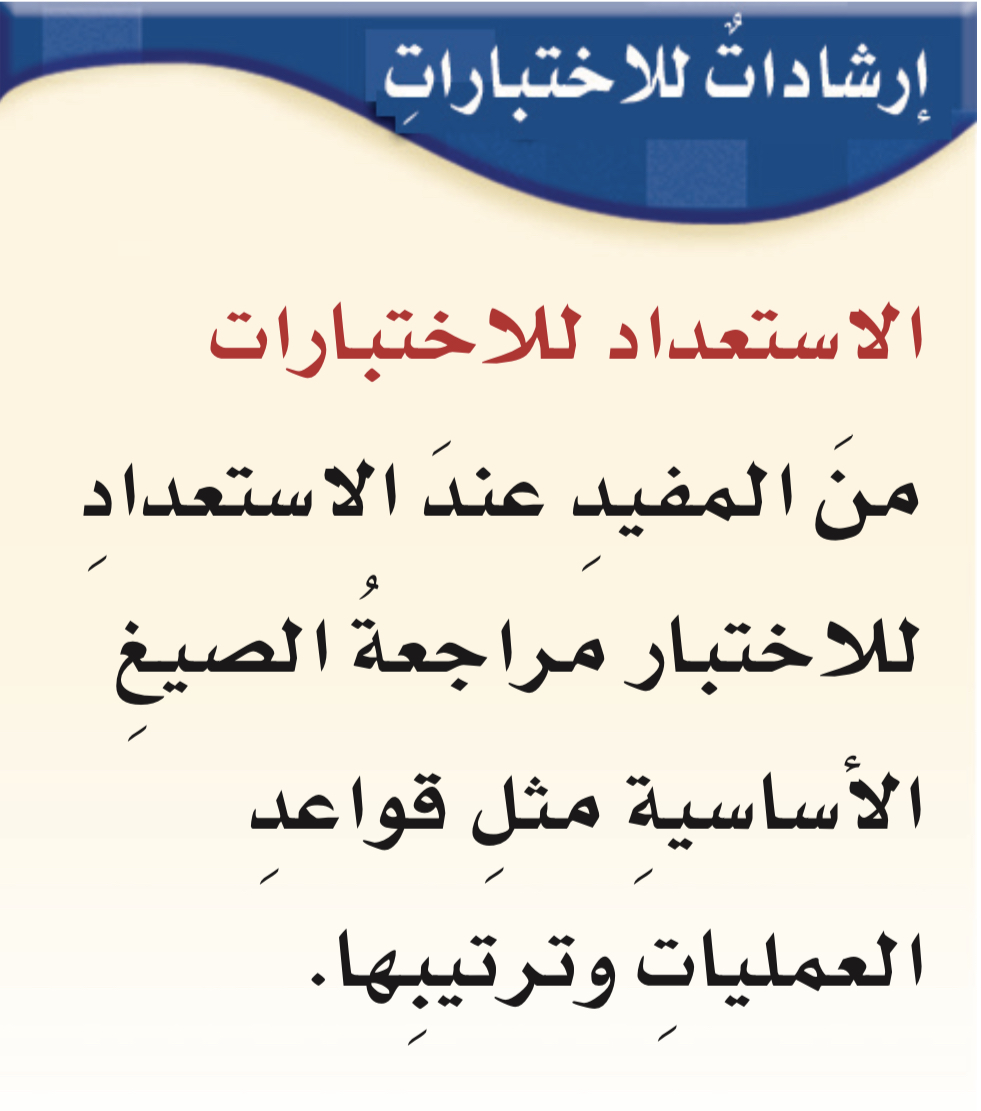 إرشاداتٌ للاختباراتِ
الاستعداد للاختبارات
منَ المفيدِ عندَ الاستعدادِ
للاختبار مراجعةُ الصيغِ
الأساسيةِ مثلِ قواعدِ
العملياتِ وترتيبِها.